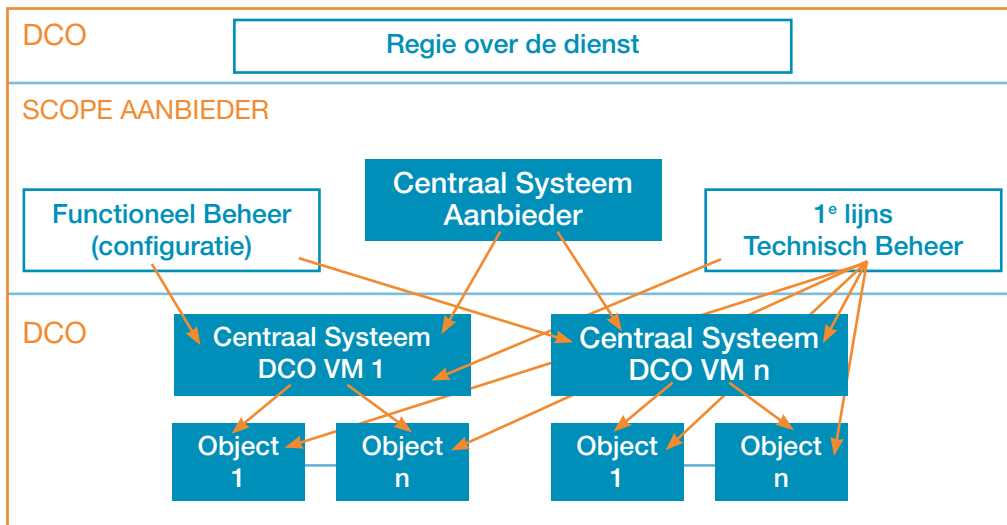 DCO
Regie over de dienst
SCOPE AANBIEDER
Centraal Systeem
Aanbieder
Functioneel Beheer
(configuratie)
1e lijns
Technisch Beheer
DCO
Centraal Systeem
DCO VM 1
Centraal Systeem
DCO VM n
Object
1
Object
n
Object
1
Object
n